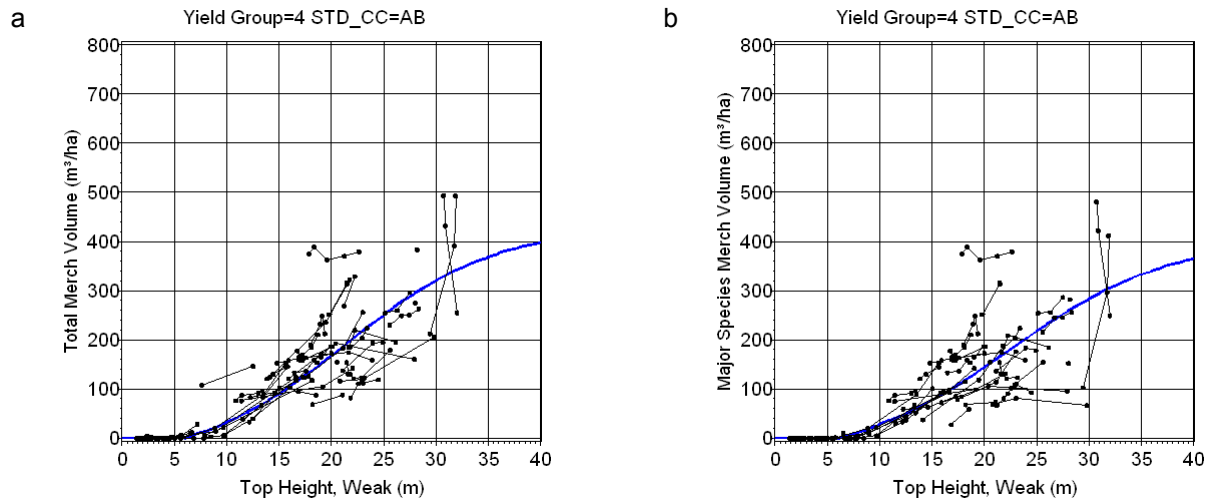 a
Yield Group=4 STD_CC=AB
Total Merch Volume (m³/ha)
800
700
600
500
400
300
200
100
0
0 5 10 15 20 25 30 35 40
Top Height, Weak (m)
b
Yield Group=4 STD_CC=AB
Major Species Merch Volume (m³/ha)
800
700
600
500
400
300
200
100
0
0 5 10 15 20 25 30 35 40
Top Height, Weak (m)